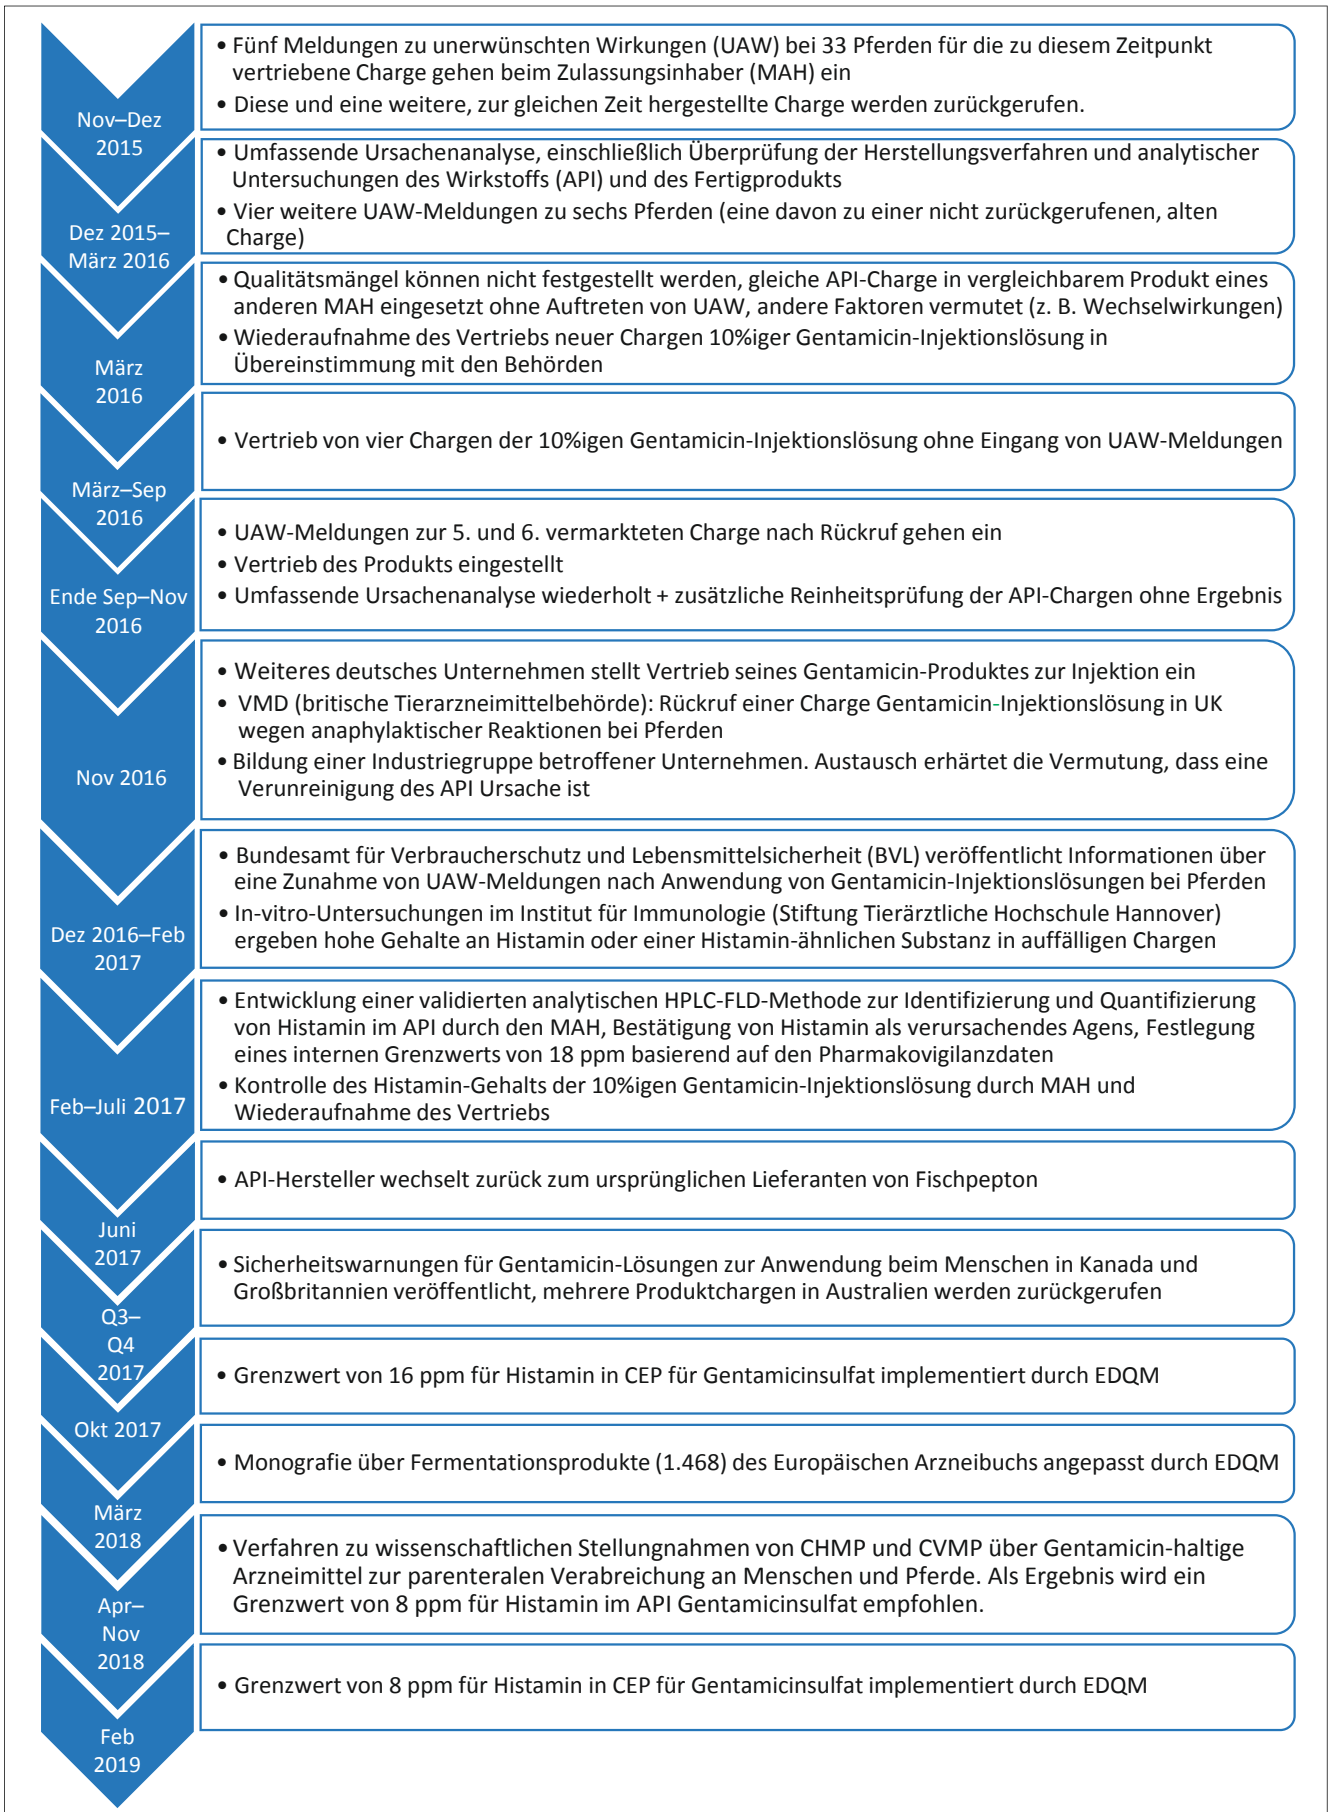 Nov–Dez
2015
• Fünf Meldungen zu unerwünschten Wirkungen (UAW) bei 33 Pferden für die zu diesem Zeitpunkt
vertriebene Charge gehen beim Zulassungsinhaber (MAH) ein
• Diese und eine weitere, zur gleichen Zeit hergestellte Charge werden zurückgerufen.
Dez 2015–
März 2016
• Umfassende Ursachenanalyse, einschließlich Überprüfung der Herstellungsverfahren und analytischer
Untersuchungen des Wirkstoffs (API) und des Fertigprodukts
• Vier weitere UAW-Meldungen zu sechs Pferden (eine davon zu einer nicht zurückgerufenen, alten
Charge)
März
2016
• Qualitätsmängel können nicht festgestellt werden, gleiche API-Charge in vergleichbarem Produkt eines
anderen MAH eingesetzt ohne Auftreten von UAW, andere Faktoren vermutet (z. B. Wechselwirkungen)
• Wiederaufnahme des Vertriebs neuer Chargen 10%iger Gentamicin-Injektionslösung in
Übereinstimmung mit den Behörden
März–Sep
2016
• Vertrieb von vier Chargen der 10%igen Gentamicin-Injektionslösung ohne Eingang von UAW-Meldungen
Ende Sep–Nov
2016
• UAW-Meldungen zur 5. und 6. vermarkteten Charge nach Rückruf gehen ein
• Vertrieb des Produkts eingestellt
• Umfassende Ursachenanalyse wiederholt + zusätzliche Reinheitsprüfung der API-Chargen ohne Ergebnis
Nov 2016
• Weiteres deutsches Unternehmen stellt Vertrieb seines Gentamicin-Produktes zur Injektion ein
• VMD (britische Tierarzneimittelbehörde): Rückruf einer Charge Gentamicin-Injektionslösung in UK
wegen anaphylaktischer Reaktionen bei Pferden
• Bildung einer Industriegruppe betroffener Unternehmen. Austausch erhärtet die Vermutung, dass eine
Verunreinigung des API Ursache ist
Dez 2016–Feb
2017
• Bundesamt für Verbraucherschutz und Lebensmittelsicherheit (BVL) veröffentlicht Informationen über
eine Zunahme von UAW-Meldungen nach Anwendung von Gentamicin-Injektionslösungen bei Pferden
• In-vitro-Untersuchungen im Institut für Immunologie (Stiftung Tierärztliche Hochschule Hannover)
ergeben hohe Gehalte an Histamin oder einer Histamin-ähnlichen Substanz in auffälligen Chargen
Feb–Juli 2017
• Entwicklung einer validierten analytischen HPLC-FLD-Methode zur Identifizierung und Quantifizierung
von Histamin im API durch den MAH, Bestätigung von Histamin als verursachendes Agens, Festlegung
eines internen Grenzwerts von 18 ppm basierend auf den Pharmakovigilanzdaten
• Kontrolle des Histamin-Gehalts der 10%igen Gentamicin-Injektionslösung durch MAH und
Wiederaufnahme des Vertriebs
Juni
2017
• API-Hersteller wechselt zurück zum ursprünglichen Lieferanten von Fischpepton
Q3–
Q4
2017
• Sicherheitswarnungen für Gentamicin-Lösungen zur Anwendung beim Menschen in Kanada und
Großbritannien veröffentlicht, mehrere Produktchargen in Australien werden zurückgerufen
Okt 2017
• Grenzwert von 16 ppm für Histamin in CEP für Gentamicinsulfat implementiert durch EDQM
März
2018
• Monografie über Fermentationsprodukte (1.468) des Europäischen Arzneibuchs angepasst durch EDQM
Apr–
Nov
2018
• Verfahren zu wissenschaftlichen Stellungnahmen von CHMP und CVMP über Gentamicin-haltige
Arzneimittel zur parenteralen Verabreichung an Menschen und Pferde. Als Ergebnis wird ein
Grenzwert von 8 ppm für Histamin im API Gentamicinsulfat empfohlen.
Feb
2019
• Grenzwert von 8 ppm für Histamin in CEP für Gentamicinsulfat implementiert durch EDQM